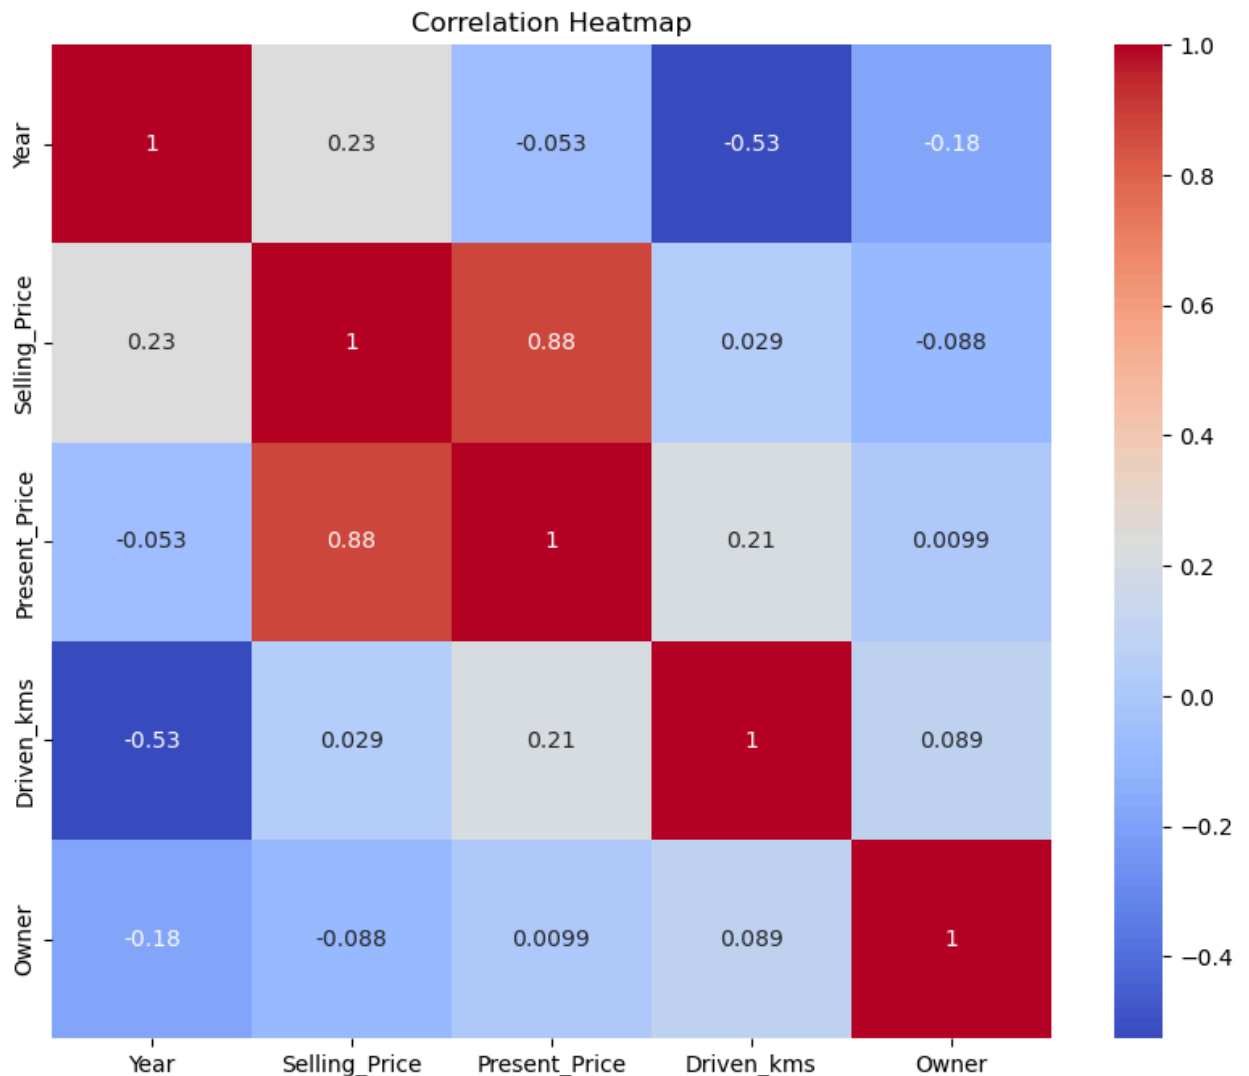 Correlation Heatmap
Year 1 0.23 -0.053 -0.53 -0.18
Selling_Price 0.23 1 0.88 0.029 -0.088
Present_Price -0.053 0.88 1 0.21 0.0099
Driven_kms -0.53 0.029 0.21 1 0.089
Owner -0.18 -0.088 0.0099 0.089 1
Year Selling_Price Present_Price Driven_kms Owner
1.0
0.8
0.6
0.4
0.2
0.0
−0.2
−0.4